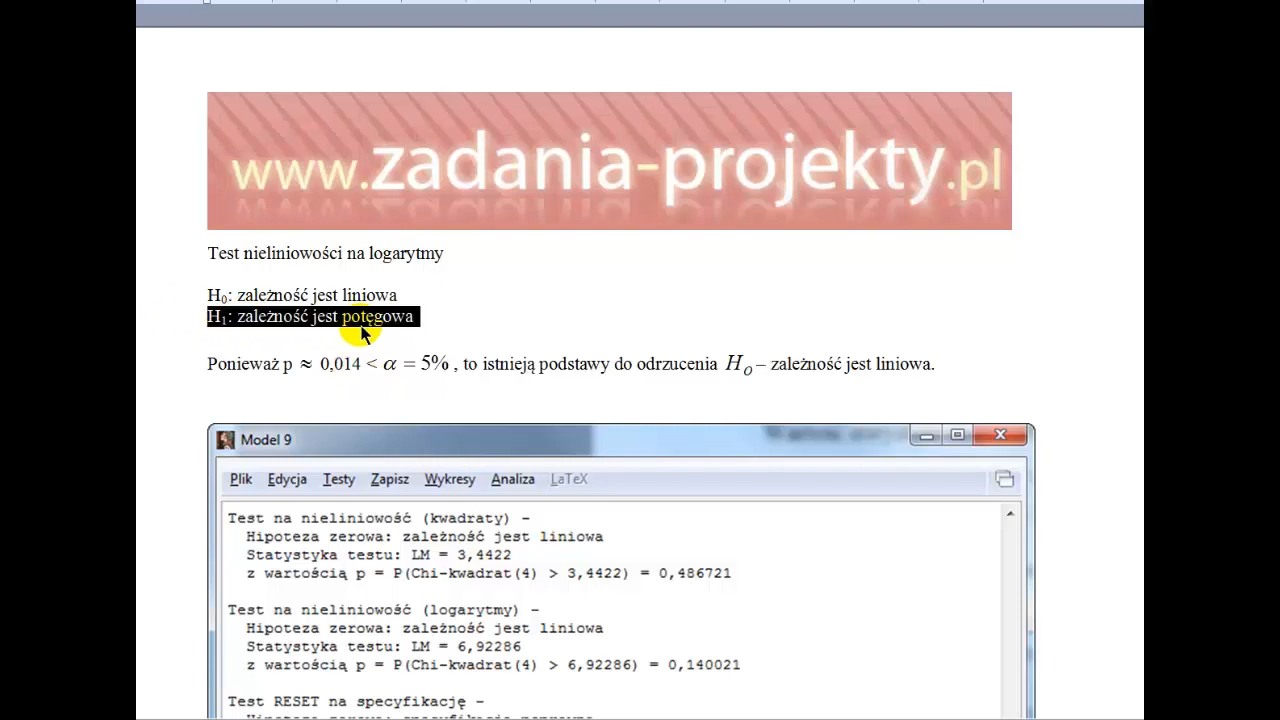 www.zadania-projekty.pl
Test nieliniowości na logarytmy
H₀: zależność jest liniowa
H₁: zależność jest potęgowa
Ponieważ p ≈ 0,014 < α = 5% , to istnieją podstawy do odrzucenia H₀ – zależność jest liniowa.
Model 9
Plik Edycja Testy Zapisz Wykresy Analiza LaTeX
Test na nieliniowość (kwadraty) -
Hipoteza zerowa: zależność jest liniowa
Statystyka testu: LM = 3,4422
z wartością p = P(Chi-kwadrat(4) > 3,4422) = 0,486721
Test na nieliniowość (logarytmy) -
Hipoteza zerowa: zależność jest liniowa
Statystyka testu: LM = 6,92286
z wartością p = P(Chi-kwadrat(4) > 6,92286) = 0,140021
Test RESET na specyfikację -